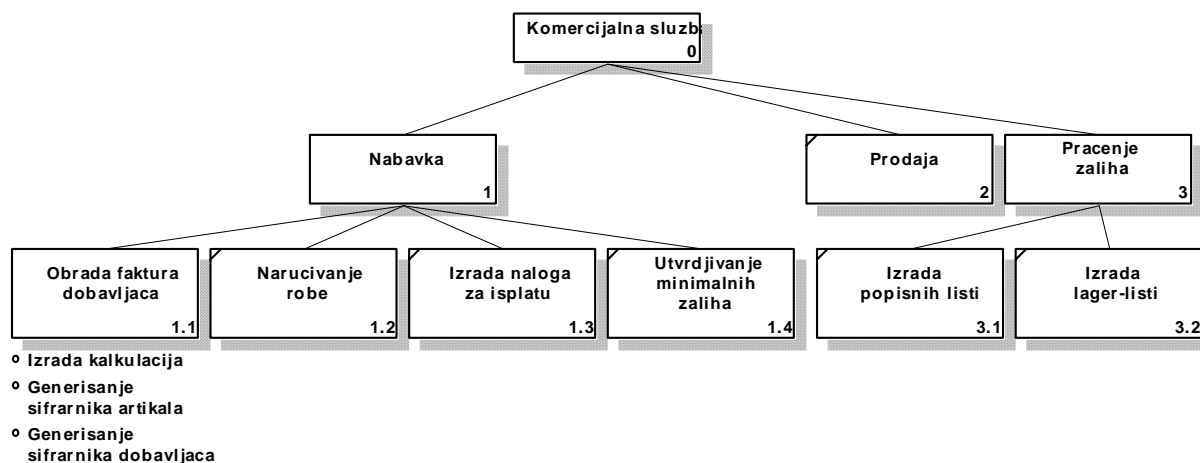 Komercijalna sluzb
0
Nabavka
1
Prodaja
2
Pracenje
zaliha
3
Obrada faktura
dobavljaca
1.1
Narucivanje
robe
1.2
Izrada naloga
za isplatu
1.3
Utvrdjivanje
minimalnih
zaliha
1.4
Izrada
popisnih listi
3.1
Izrada
lager-listi
3.2
Izrada kalkulacija
Generisanje
sifrarnika artikala
Generisanje
sifrarnika dobavljaca